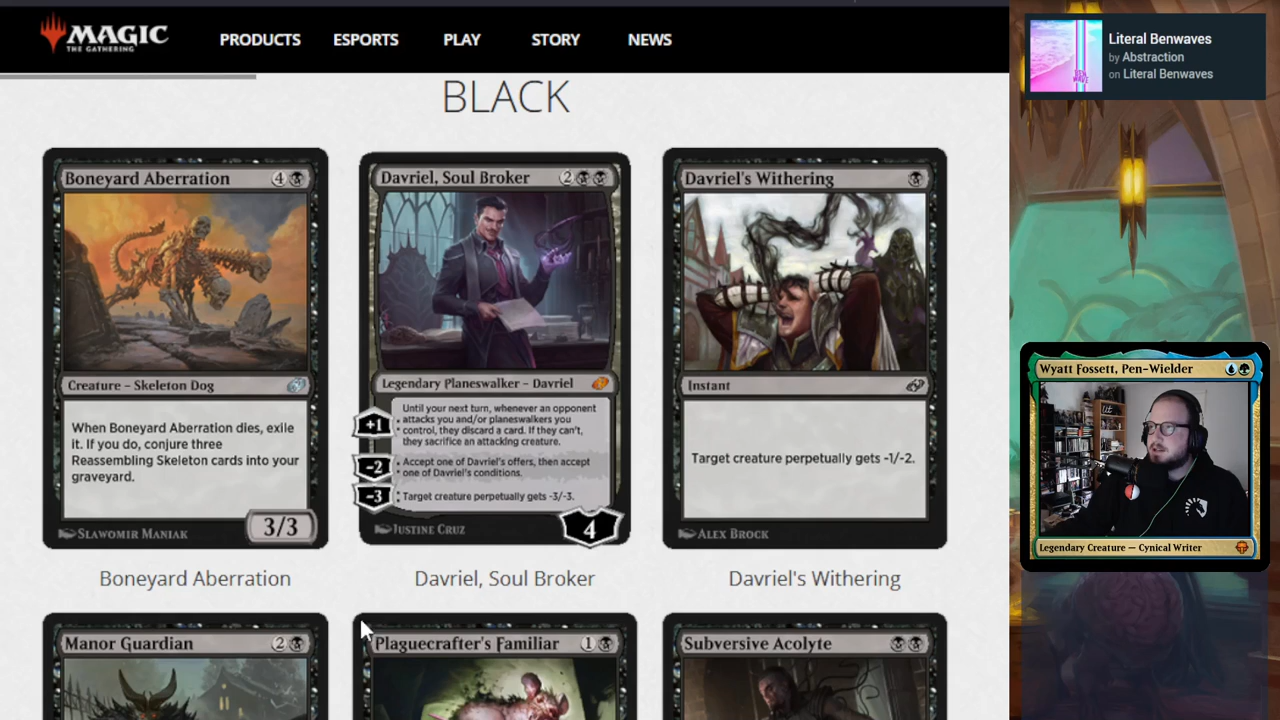 MAGIC
THE GATHERING
PRODUCTS
ESPORTS
PLAY
STORY
NEWS
BLACK
Boneyard Aberration 4
Creature – Skeleton Dog
When Boneyard Aberration dies, exile
it. If you do, conjure three
Reassembling Skeleton cards into your
graveyard.
SLAWOMIR MANIAK
3/3
Boneyard Aberration
Davriel, Soul Broker 2
Legendary Planeswalker – Davriel
+1
Until your next turn, whenever an opponent
attacks you and/or planeswalkers you
control, they discard a card. If they can't,
they sacrifice an attacking creature.
-2
Accept one of Davriel's offers, then accept
one of Davriel's conditions.
-3
Target creature perpetually gets -3/-3.
JUSTINE CRUZ
4
Davriel, Soul Broker
Davriel's Withering
Instant
Target creature perpetually gets -1/-2.
ALEX BROCK
Davriel's Withering
Manor Guardian 2
Plaguecrafter's Familiar 1
Subversive Acolyte
Literal Benwaves
by Abstraction
on Literal Benwaves
Wyatt Fossett, Pen-Wielder
Legendary Creature — Cynical Writer